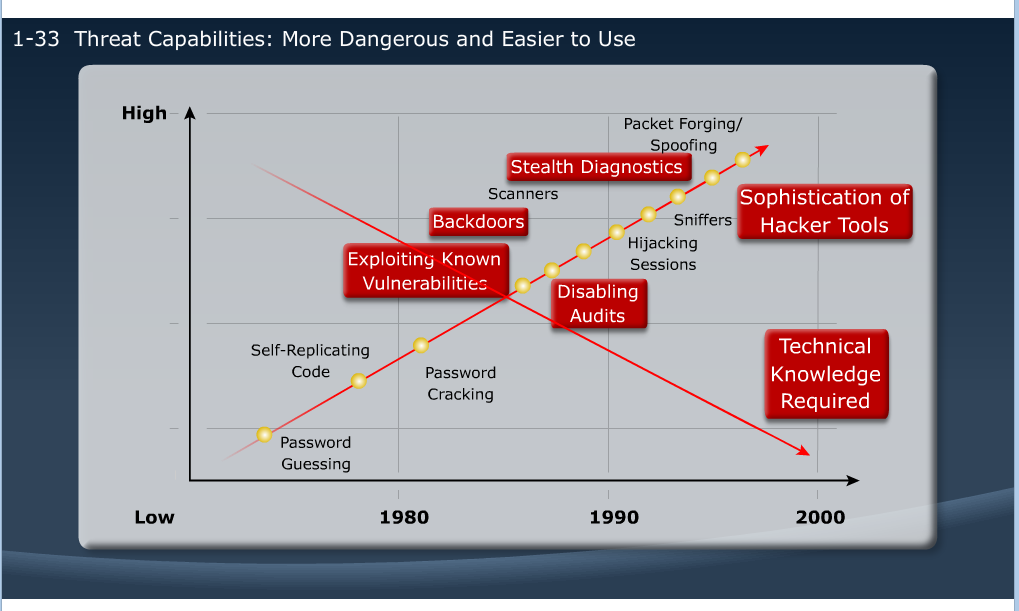 1-33 Threat Capabilities: More Dangerous and Easier to Use
High
Packet Forging/
Spoofing
Stealth Diagnostics
Scanners
Sophistication of
Hacker Tools
Backdoors
Sniffers
Hijacking
Sessions
Exploiting Known
Vulnerabilities
Disabling
Audits
Self-Replicating
Code
Password
Cracking
Technical
Knowledge
Required
Password
Guessing
Low
1980
1990
2000